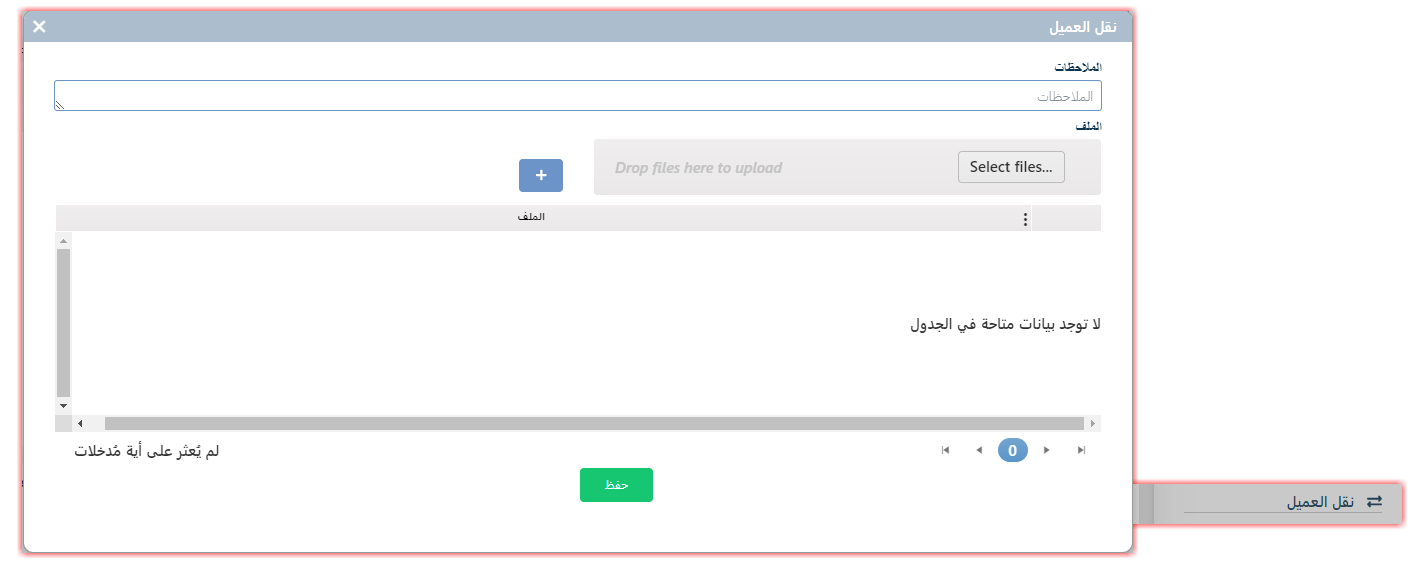 نقل العميل
الملاحظات
الملاحظات
الملف
Select files...
Drop files here to upload
+
الملف
لا توجد بيانات متاحة في الجدول
0
لم يُعثر على أية مُدخلات
حفظ
نقل العميل